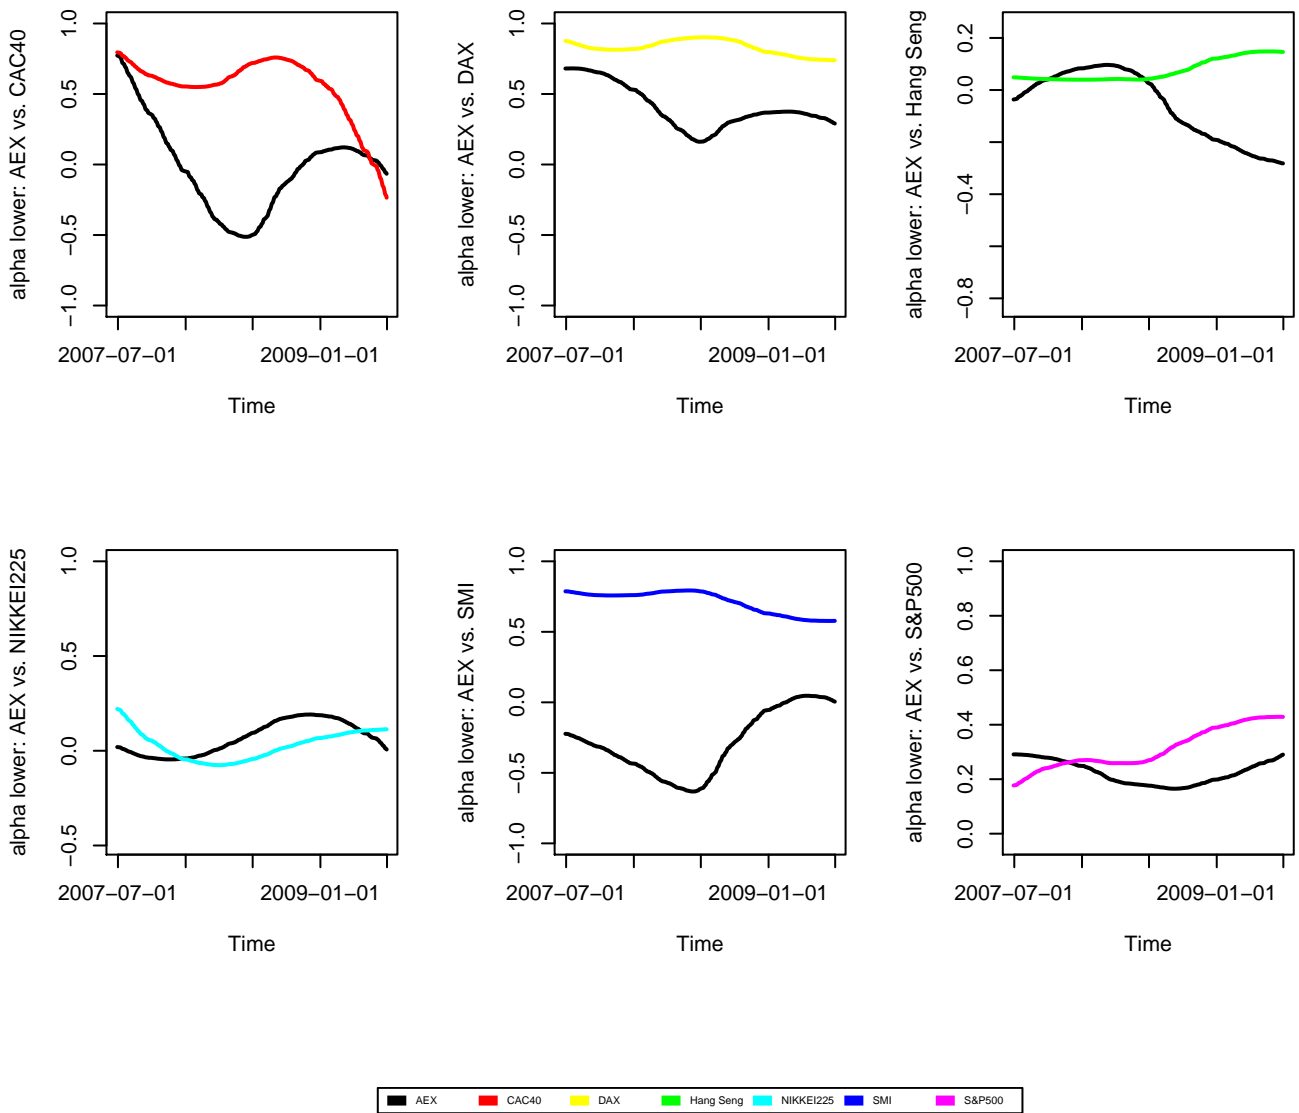 alpha lower: AEX vs. CAC40
1.0
0.5
0.0
−0.5
−1.0
2007−07−01 2009−01−01
Time
alpha lower: AEX vs. DAX
1.0
0.5
0.0
−0.5
−1.0
2007−07−01 2009−01−01
Time
alpha lower: AEX vs. Hang Seng
0.2
0.0
−0.4
−0.8
2007−07−01 2009−01−01
Time
alpha lower: AEX vs. NIKKEI225
1.0
0.5
0.0
−0.5
2007−07−01 2009−01−01
Time
alpha lower: AEX vs. SMI
1.0
0.5
0.0
−0.5
−1.0
2007−07−01 2009−01−01
Time
alpha lower: AEX vs. S&P500
1.0
0.8
0.6
0.4
0.2
0.0
2007−07−01 2009−01−01
Time
AEX CAC40 DAX Hang Seng NIKKEI225 SMI S&P500